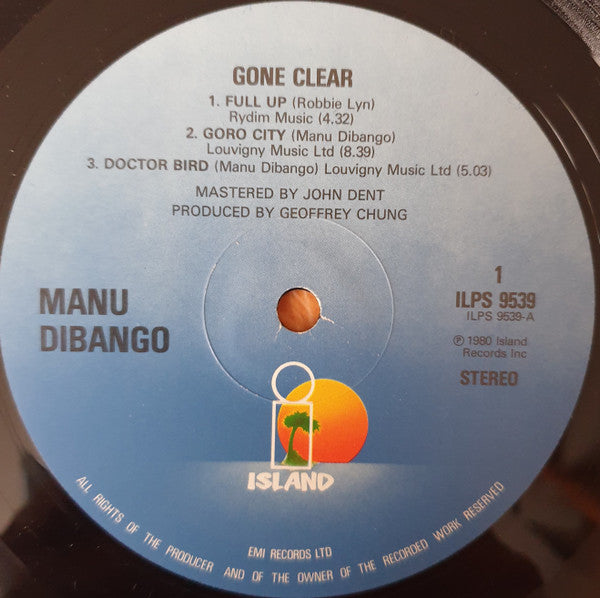 GONE CLEAR
1. FULL UP (Robbie Lyn)
Rydim Music (4.32)
2. GORO CITY (Manu Dibango)
Louvigny Music Ltd (8.39)
3. DOCTOR BIRD (Manu Dibango) Louvigny Music Ltd (5.03)
MASTERED BY JOHN DENT
PRODUCED BY GEOFFREY CHUNG
MANU
DIBANGO
1
ILPS 9539
ILPS 9539-A
℗ 1980 Island
Records Inc
STEREO
ISLAND
EMI RECORDS LTD
ALL RIGHTS OF THE PRODUCER AND OF THE OWNER OF THE RECORDED WORK RESERVED